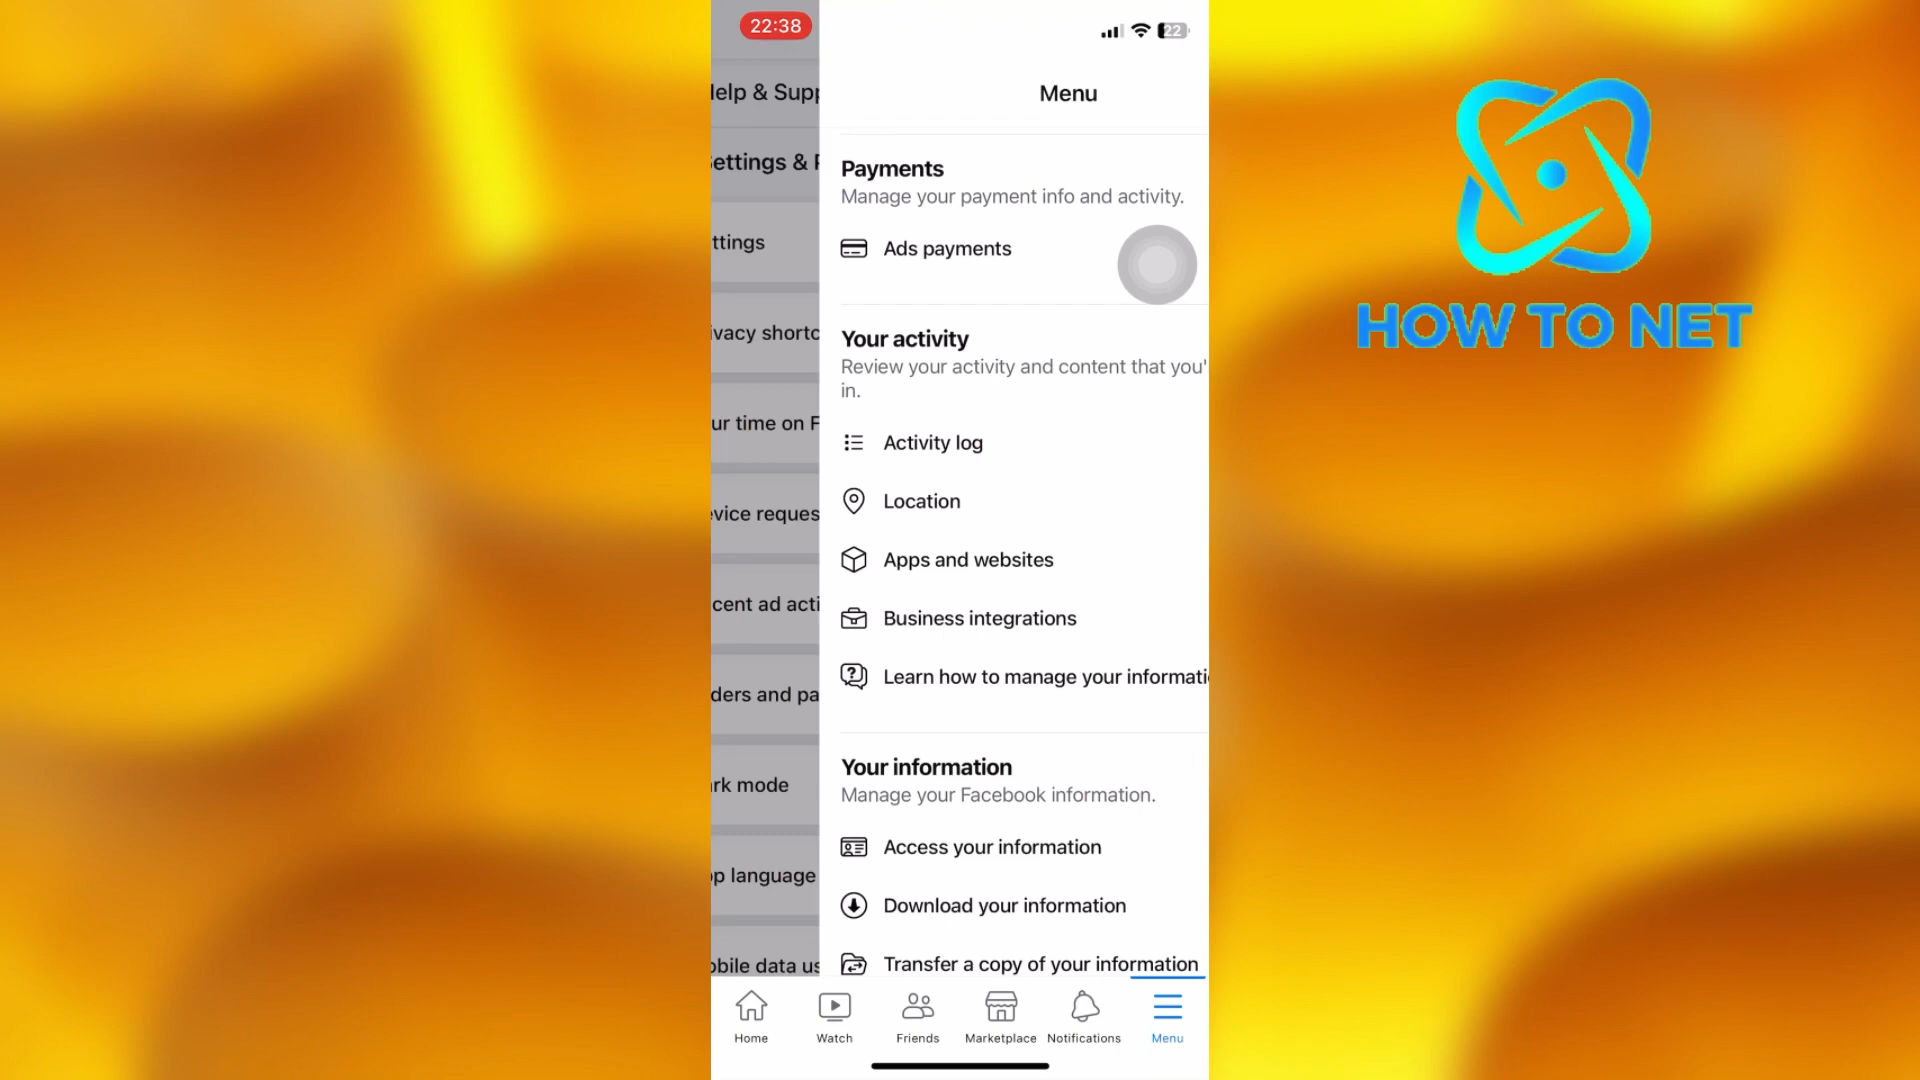 22:38
22
Menu
Help & Supp
ettings & P
ttings
ivacy shortc
ur time on F
evice reques
cent ad acti
ders and pa
rk mode
pp language
obile data us
Payments
Manage your payment info and activity.
Ads payments
Your activity
Review your activity and content that you'
in.
Activity log
Location
Apps and websites
Business integrations
Learn how to manage your informati
Your information
Manage your Facebook information.
Access your information
Download your information
Transfer a copy of your information
Home
Watch
Friends
Marketplace
Notifications
Menu
HOW TO NET